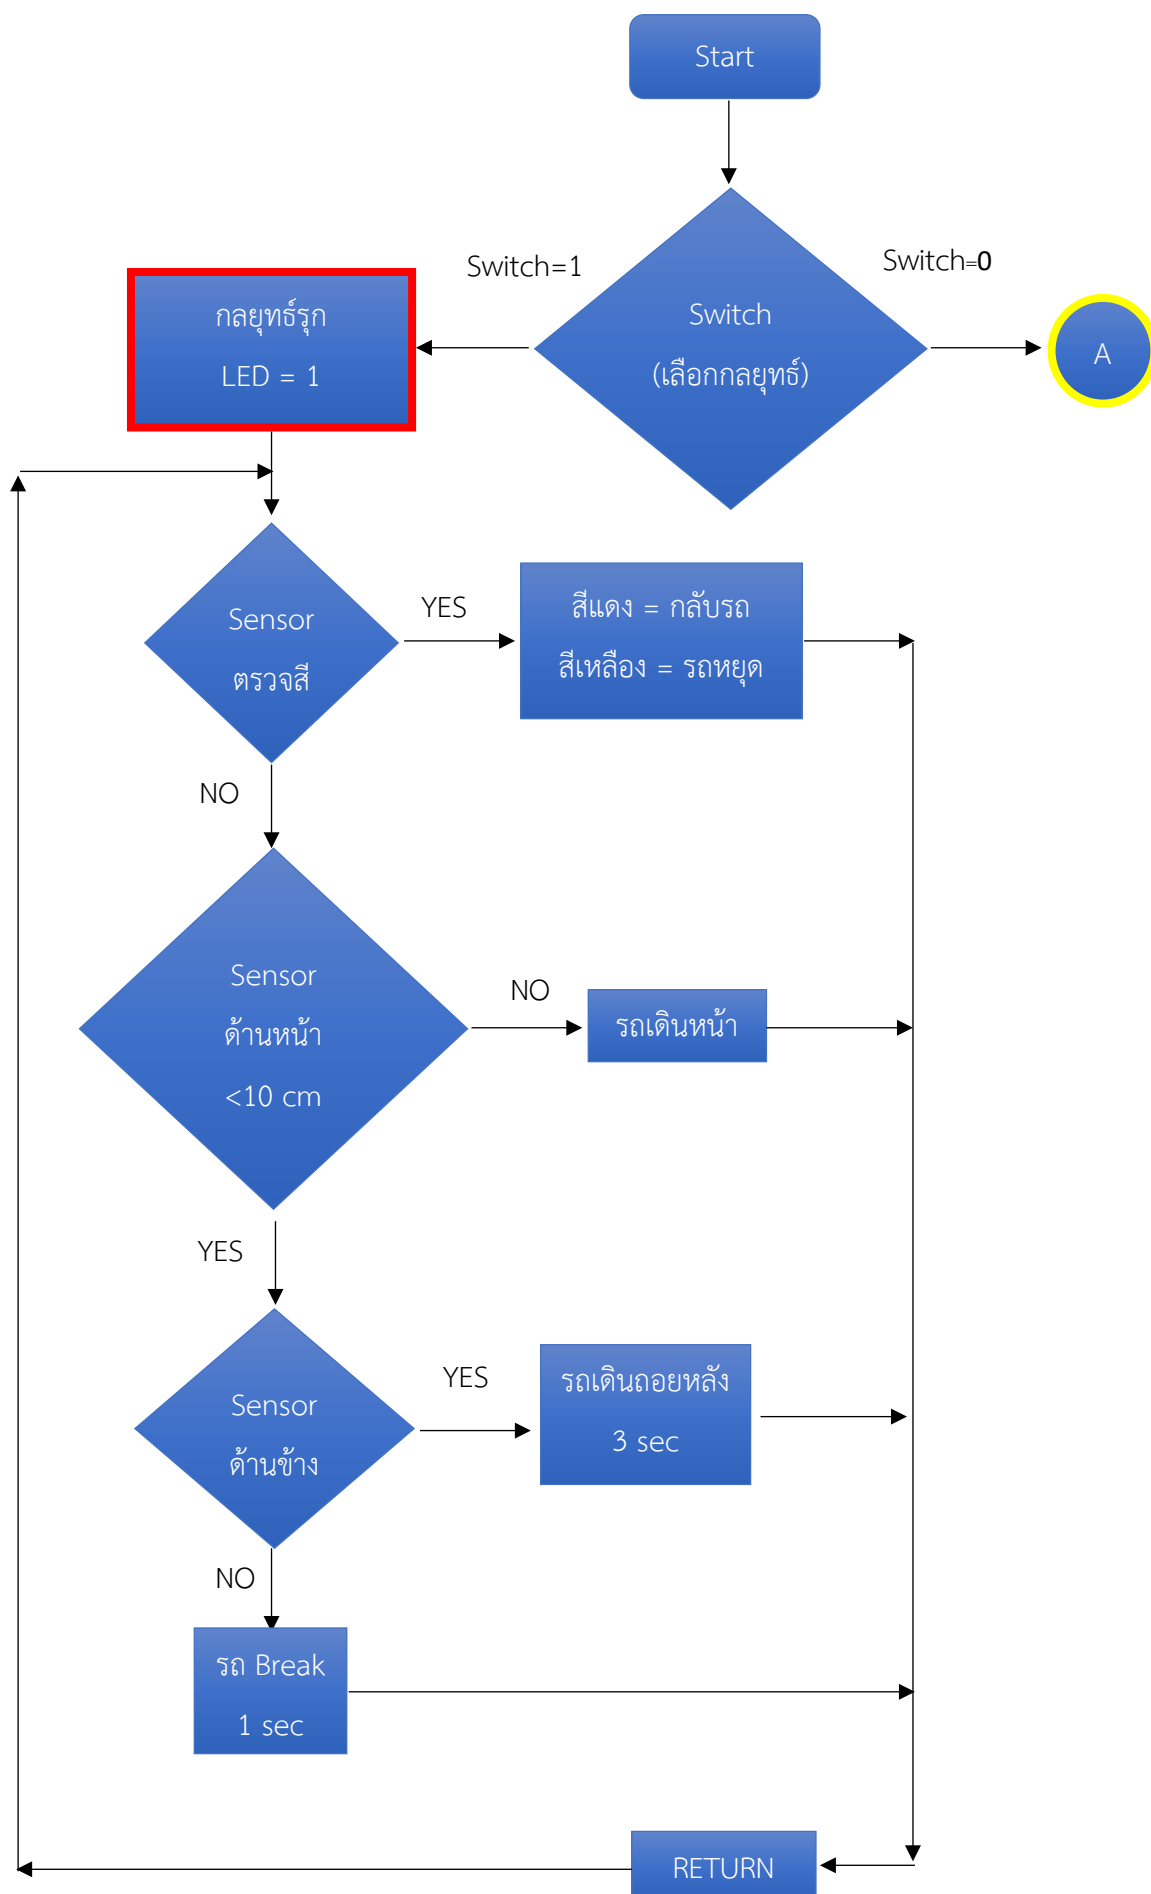 Start
Switch=1
Switch=0
กลยุทธ์รุก
LED = 1
Switch
(เลือกกลยุทธ์)
A
Sensor
ตรวจสี
YES
สีแดง = กลับรถ
สีเหลือง = รถหยุด
NO
Sensor
ด้านหน้า
<10 cm
NO
รถเดินหน้า
YES
Sensor
ด้านข้าง
YES
รถเดินถอยหลัง
3 sec
NO
รถ Break
1 sec
RETURN